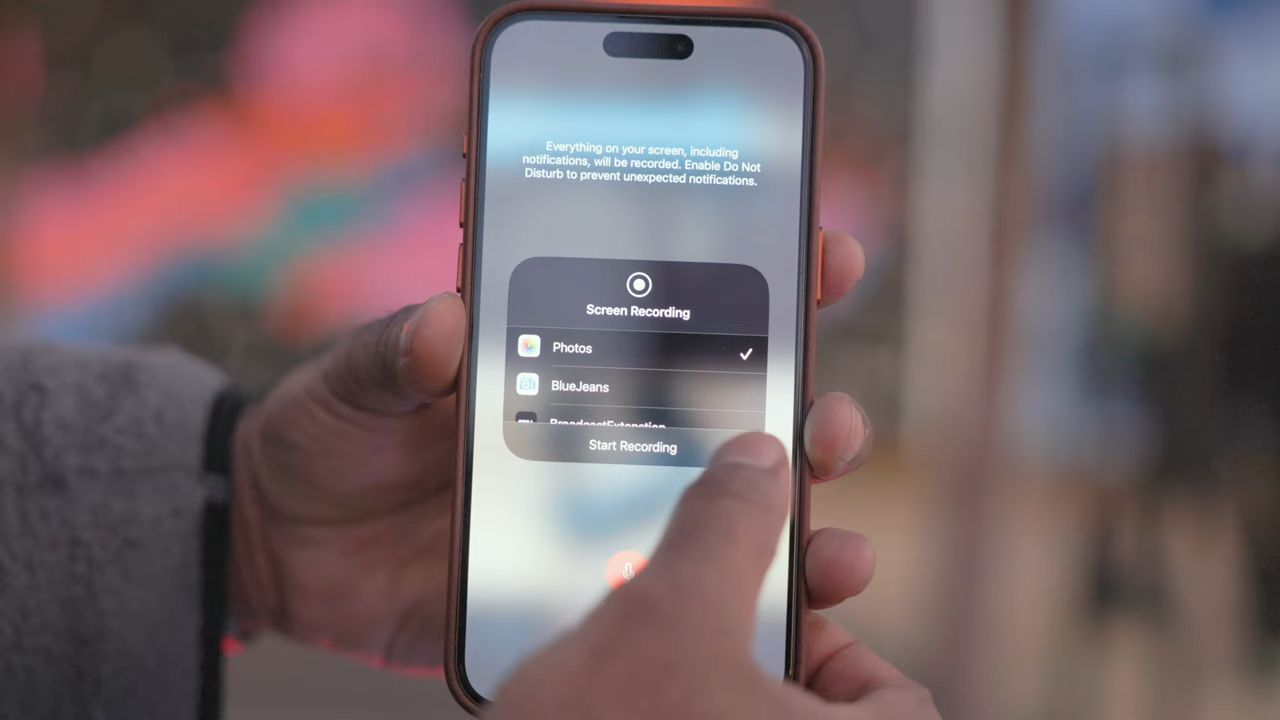 Everything on your screen, including
notifications, will be recorded. Enable Do Not
Disturb to prevent unexpected notifications.
Screen Recording
Photos
BlueJeans
BroadcastExtension
Start Recording